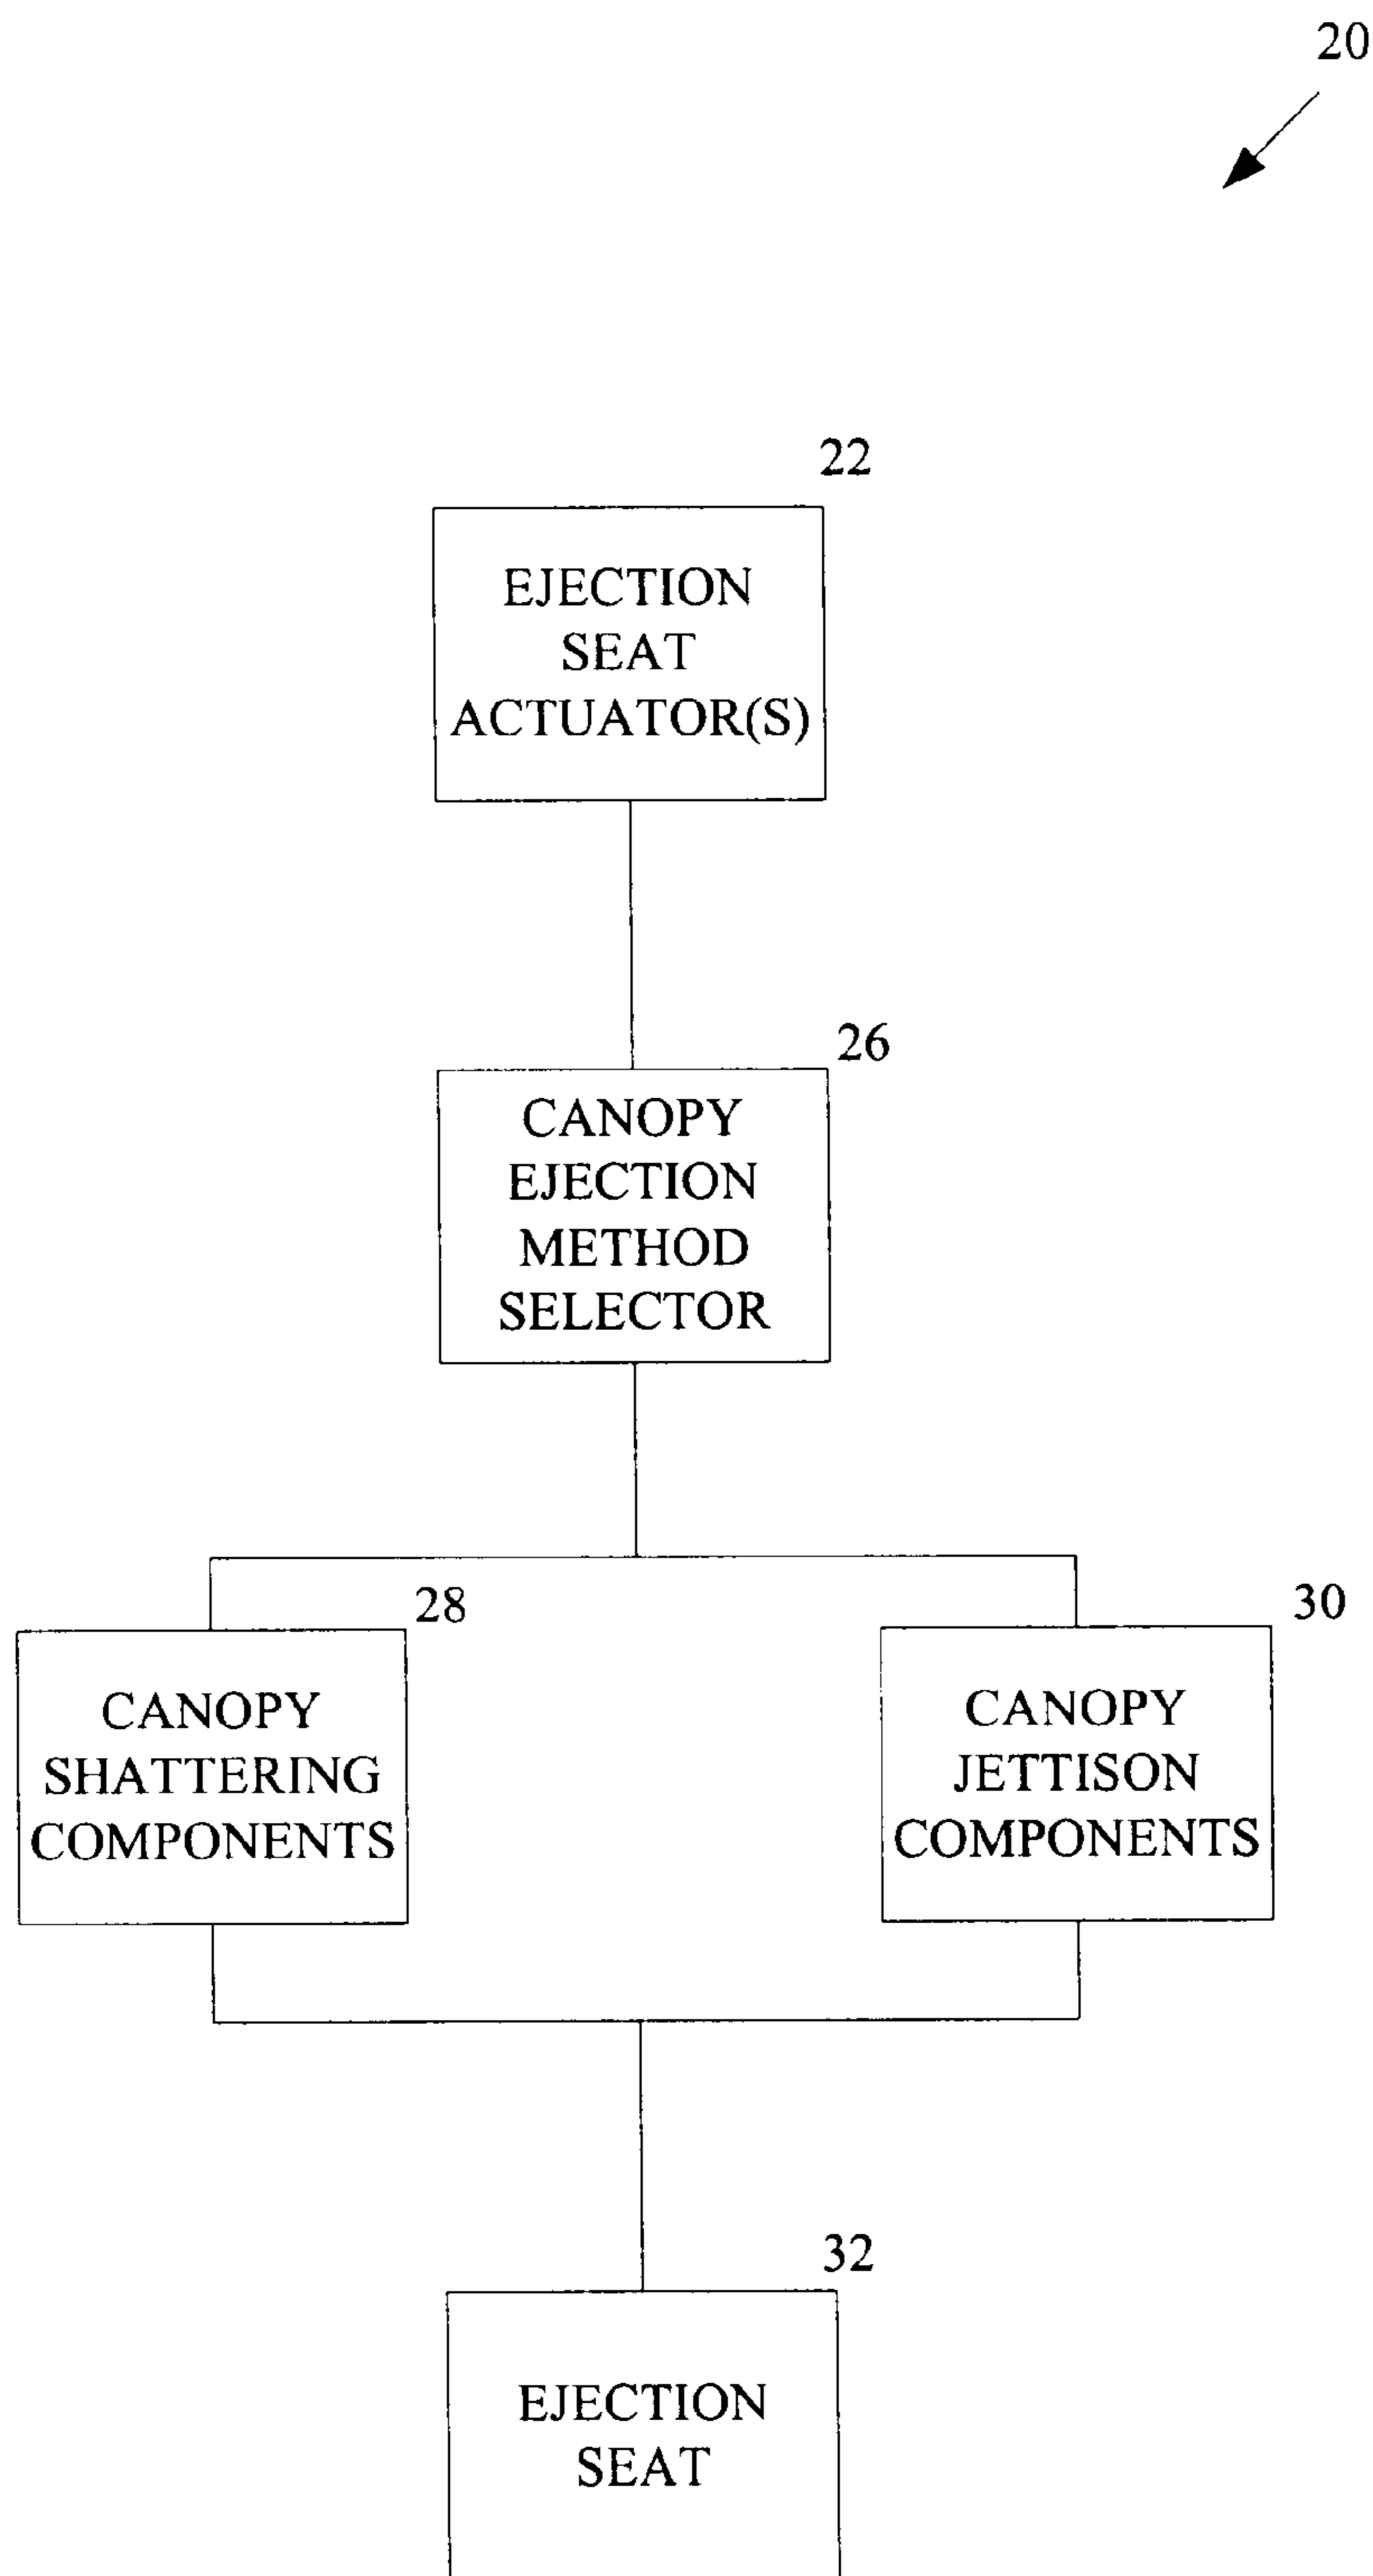 20
22
EJECTION
SEAT
ACTUATOR(S)
26
CANOPY
EJECTION
METHOD
SELECTOR
28
CANOPY
SHATTERING
COMPONENTS
30
CANOPY
JETTISON
COMPONENTS
32
EJECTION
SEAT